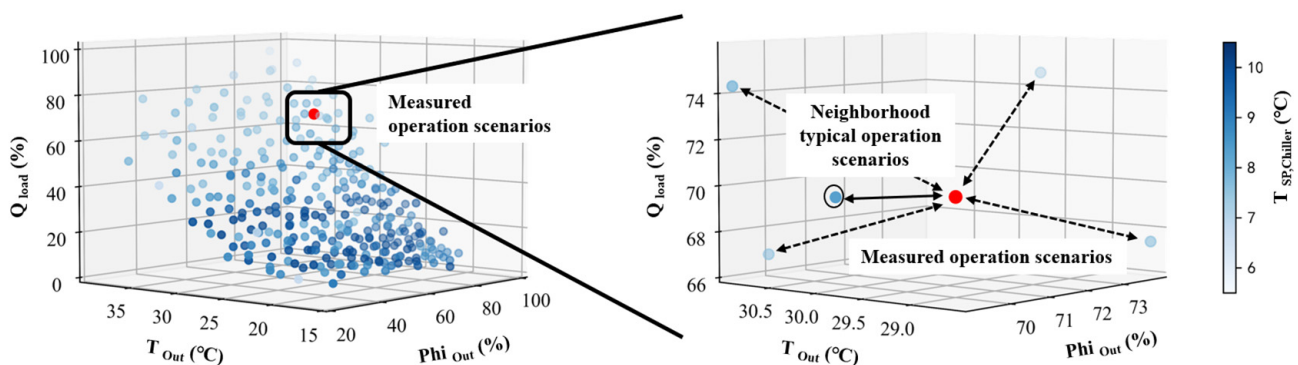 100
80
60
40
20
0
Q load (%)
35
30
25
20
15
T Out (°C)
20
40
60
80
100
Phi Out (%)
Measured
operation scenarios
74
72
70
68
66
Q load (%)
30.5
30.0
29.5
29.0
T Out (°C)
70
71
72
73
Phi Out (%)
Neighborhood
typical operation
scenarios
Measured operation scenarios
10
9
8
7
6
T SP,Chiller (°C)